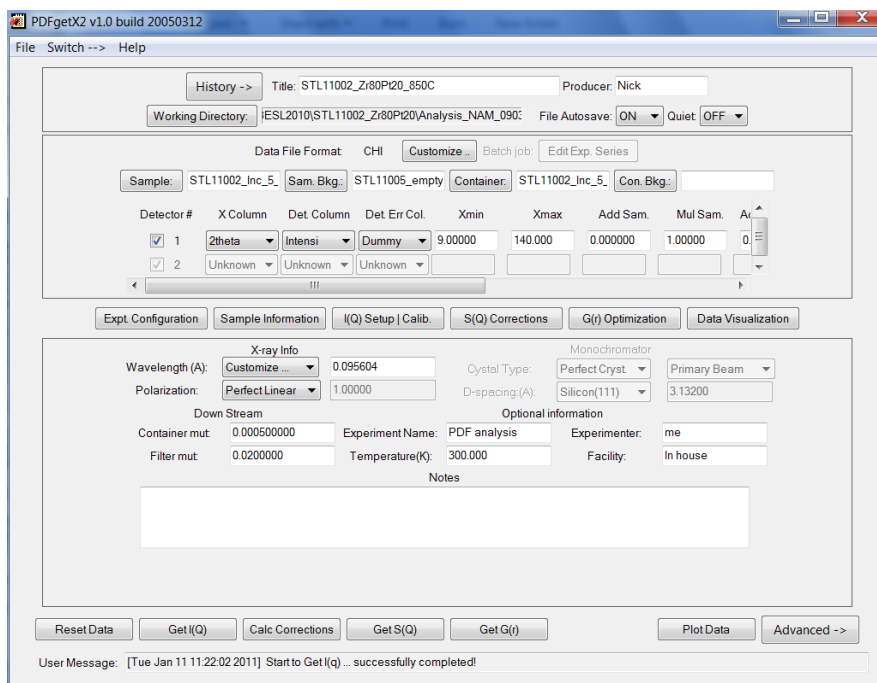 PDFgetX2 v1.0 build 20050312
File Switch --> Help
History -> Title: STL11002_Zr80Pt20_850C Producer: Nick
Working Directory: ESL2010\STL11002_Zr80Pt20\Analysis_NAM_090 File Autosave: ON Quiet: OFF
Data File Format: CHI Customize .. Batch job: Edit Exp. Series
Sample: STL11002_Inc_5_ Sam. Bkg.: STL11005_empty Container: STL11002_Inc_5_ Con. Bkg.:
Detector # X Column Det. Column Det. Err Col. Xmin Xmax Add Sam. Mul Sam.
1 2theta Intensi Dummy 9.00000 140.000 0.000000 1.00000 0.
2 Unknown Unknown Unknown
Expt. Configuration Sample Information I(Q) Setup | Calib. S(Q) Corrections G(r) Optimization Data Visualization
X-ray Info Monochromator
Wavelength (A): Customize ... 0.095604 Cystal Type: Perfect Cryst. Primary Beam
Polarization: Perfect Linear 1.00000 D-spacing:(A): Silicon(111) 3.13200
Down Stream Optional information
Container mut: 0.000500000 Experiment Name: PDF analysis Experimenter: me
Filter mut: 0.0200000 Temperature(K): 300.000 Facility: In house
Notes
Reset Data Get I(Q) Calc Corrections Get S(Q) Get G(r) Plot Data Advanced ->
User Message: [Tue Jan 11 11:22:02 2011] Start to Get I(q) ... successfully completed!